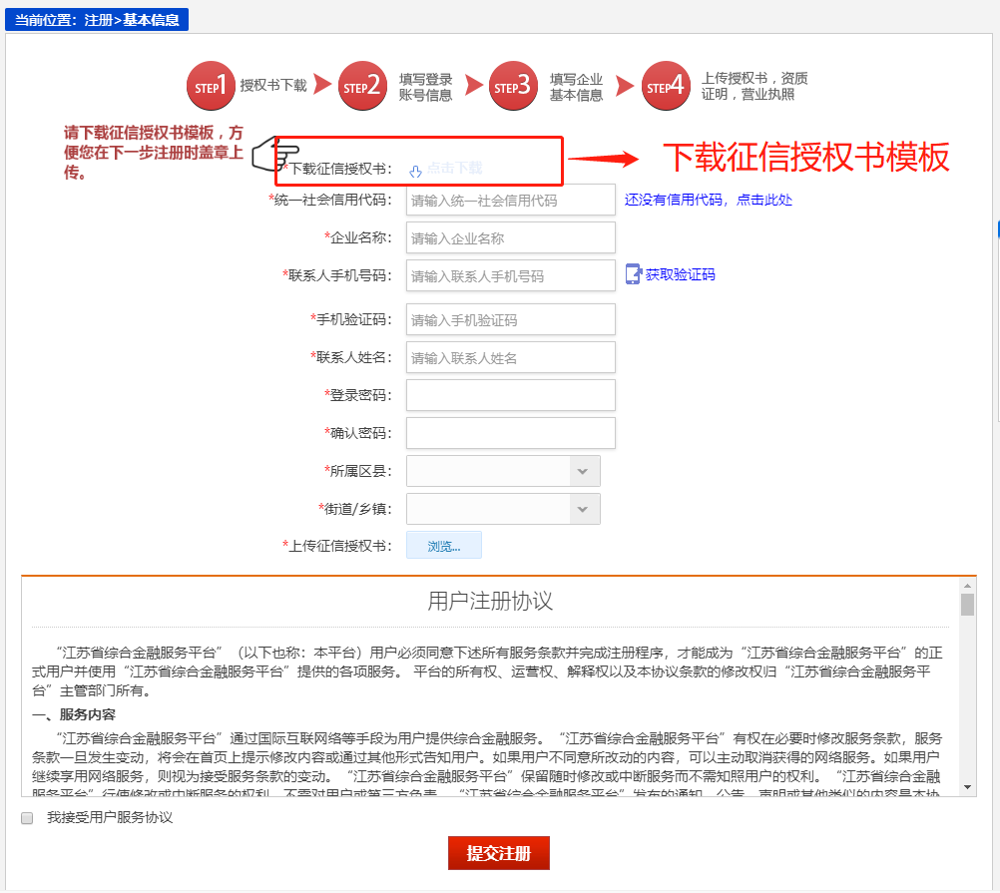 当前位置：注册>基本信息
STEP1 授权书下载
STEP2 填写登录
账号信息
STEP3 填写企业
基本信息
STEP4 上传授权书，资质
证明，营业执照
请下载征信授权书模板，方
便您在下一步注册时盖章上
传。
*下载征信授权书： 点击下载
下载征信授权书模板
*统一社会信用代码： 请输入统一社会信用代码 还没有信用代码，点击此处
*企业名称： 请输入企业名称
*联系人手机号码： 请输入联系人手机号码 获取验证码
*手机验证码： 请输入手机验证码
*联系人姓名： 请输入联系人姓名
*登录密码：
*确认密码：
*所属区县：
*街道/乡镇：
*上传征信授权书： 浏览...
用户注册协议
“江苏省综合金融服务平台”（以下也称：本平台）用户必须同意下述所有服务条款并完成注册程序，才能成为“江苏省综合金融服务平台”的正
式用户并使用“江苏省综合金融服务平台”提供的各项服务。 平台的所有权、运营权、解释权以及本协议条款的修改权归“江苏省综合金融服务平
台”主管部门所有。
一、服务内容
“江苏省综合金融服务平台”通过国际互联网络等手段为用户提供综合金融服务。“江苏省综合金融服务平台”有权在必要时修改服务条款，服务
条款一旦发生变动，将会在首页上提示修改内容或通过其他形式告知用户。如果用户不同意所改动的内容，可以主动取消获得的网络服务。如果用户
继续享用网络服务，则视为接受服务条款的变动。“江苏省综合金融服务平台”保留随时修改或中断服务而不需知照用户的权利。“江苏省综合金融
服务平台”行使修改或中断服务的权利，不需对用户或第三方负责。“江苏省综合金融服务平台”发布的通知、公告、声明或其他类似的内容是本协
我接受用户服务协议
提交注册